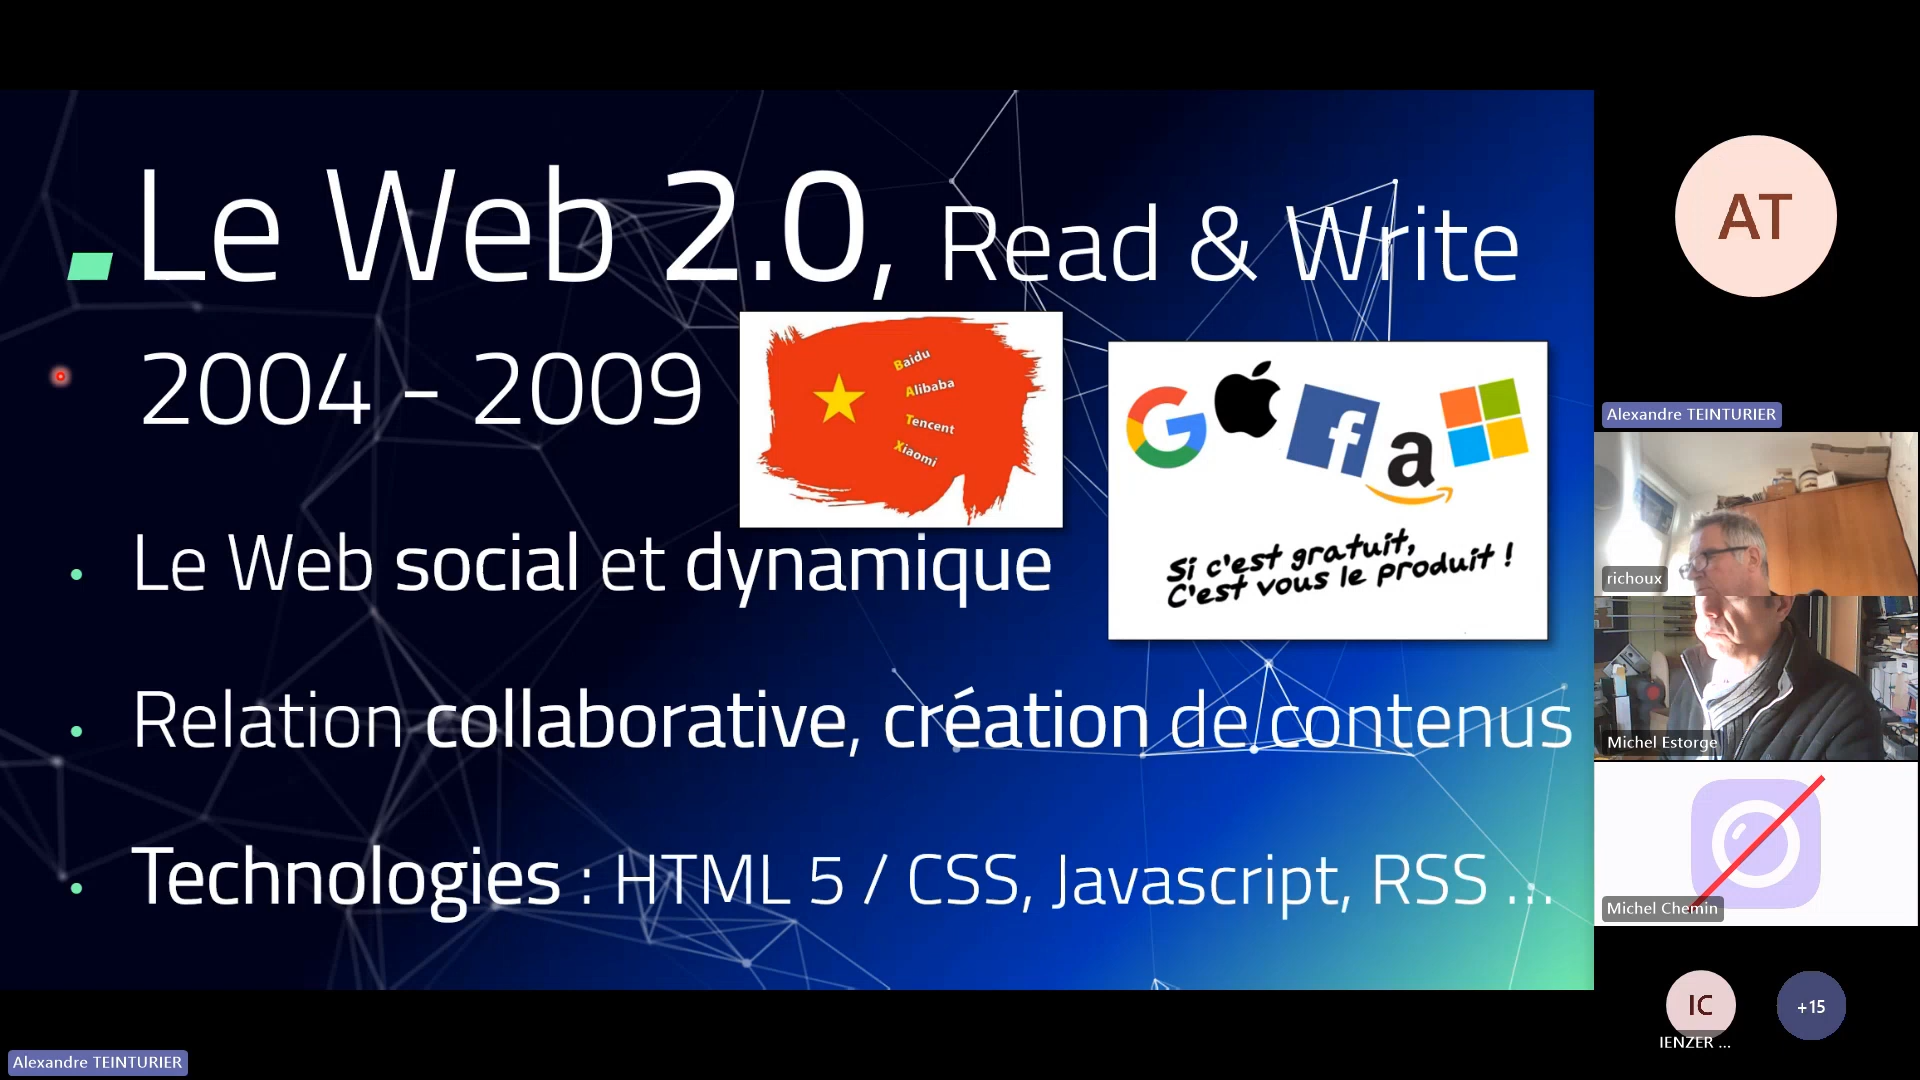 Le Web 2.0, Read & Write
2004 - 2009
Baidu
Alibaba
Tencent
Xiaomi
G f a
Si c'est gratuit,
C'est vous le produit !
Le Web social et dynamique
Relation collaborative, création de contenus
Technologies : HTML 5 / CSS, Javascript, RSS ...
Alexandre TEINTURIER
AT
Alexandre TEINTURIER
richoux
Michel Estorge
Michel Chemin
IC
IENZER ...
+15